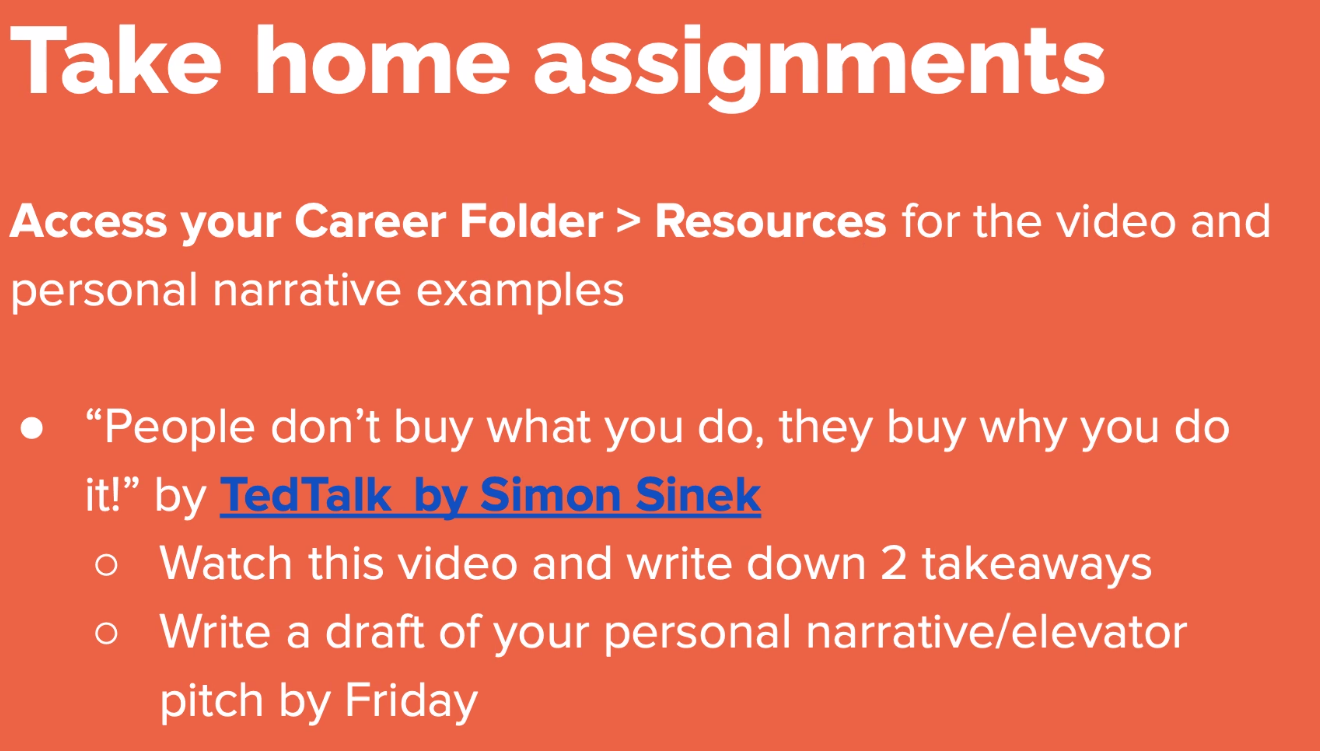 Take home assignments
Access your Career Folder > Resources for the video and
personal narrative examples
● “People don’t buy what you do, they buy why you do
it!” by TedTalk by Simon Sinek
○ Watch this video and write down 2 takeaways
○ Write a draft of your personal narrative/elevator
pitch by Friday